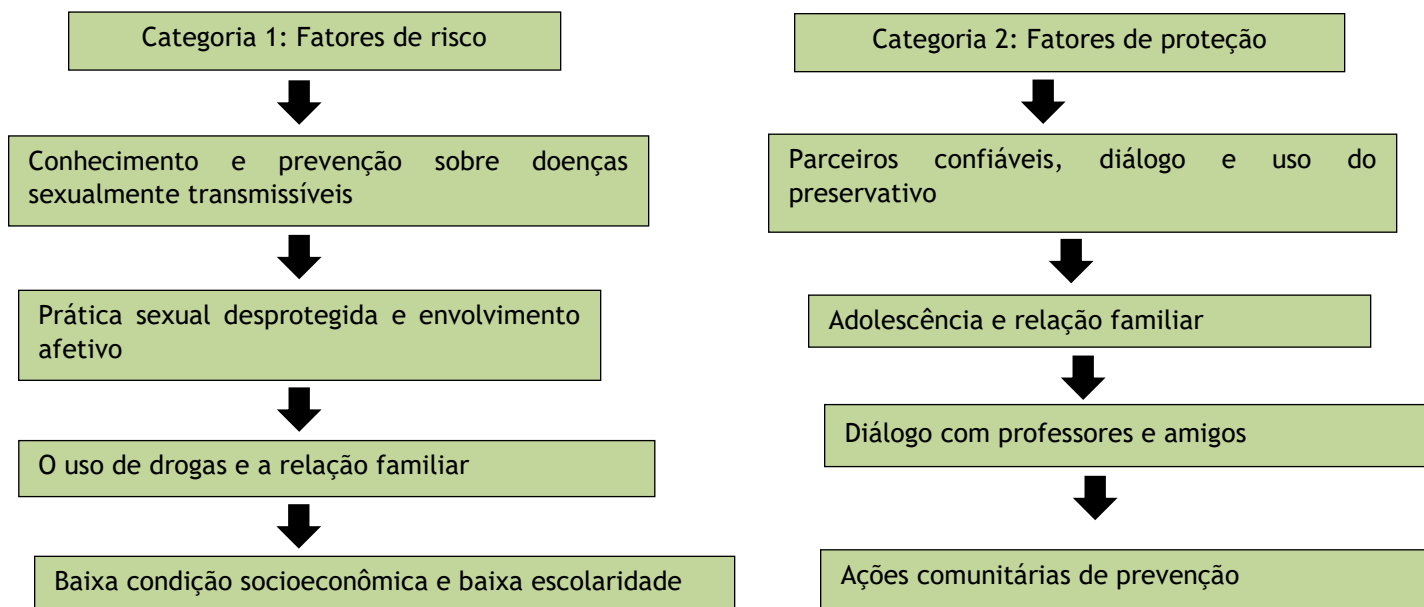 Categoria 1: Fatores de risco
Conhecimento e prevenção sobre doenças
sexualmente transmissíveis
Prática sexual desprotegida e envolvimento
afetivo
O uso de drogas e a relação familiar
Baixa condição socioeconômica e baixa escolaridade
Categoria 2: Fatores de proteção
Parceiros confiáveis, diálogo e uso do
preservativo
Adolescência e relação familiar
Diálogo com professores e amigos
Ações comunitárias de prevenção